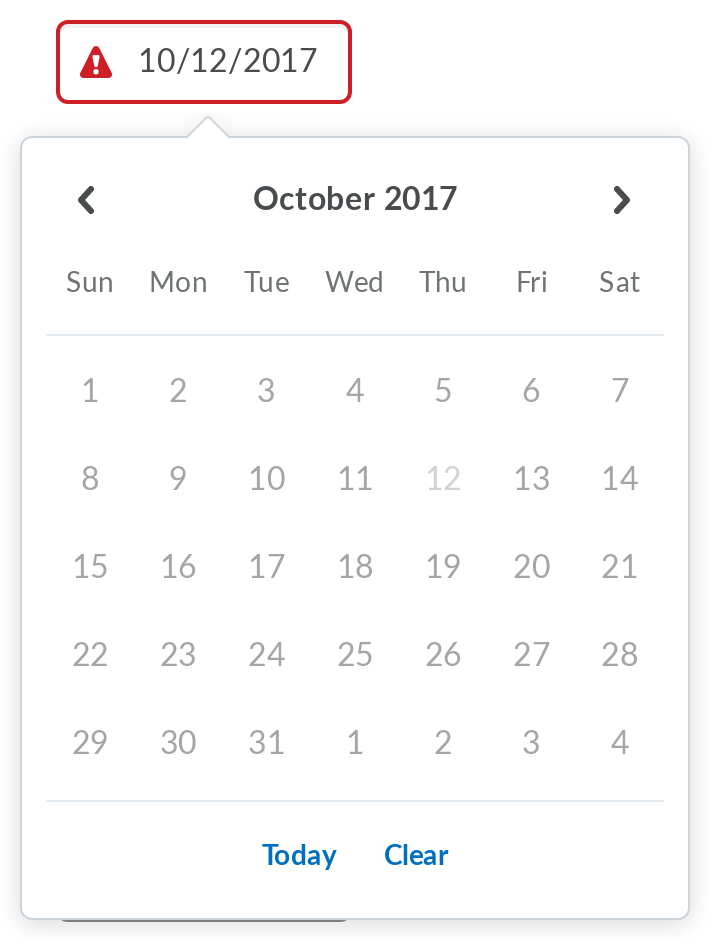 10/12/2017
October 2017
Sun Mon Tue Wed Thu Fri Sat
1 2 3 4 5 6 7
8 9 10 11 12 13 14
15 16 17 18 19 20 21
22 23 24 25 26 27 28
29 30 31 1 2 3 4
Today Clear